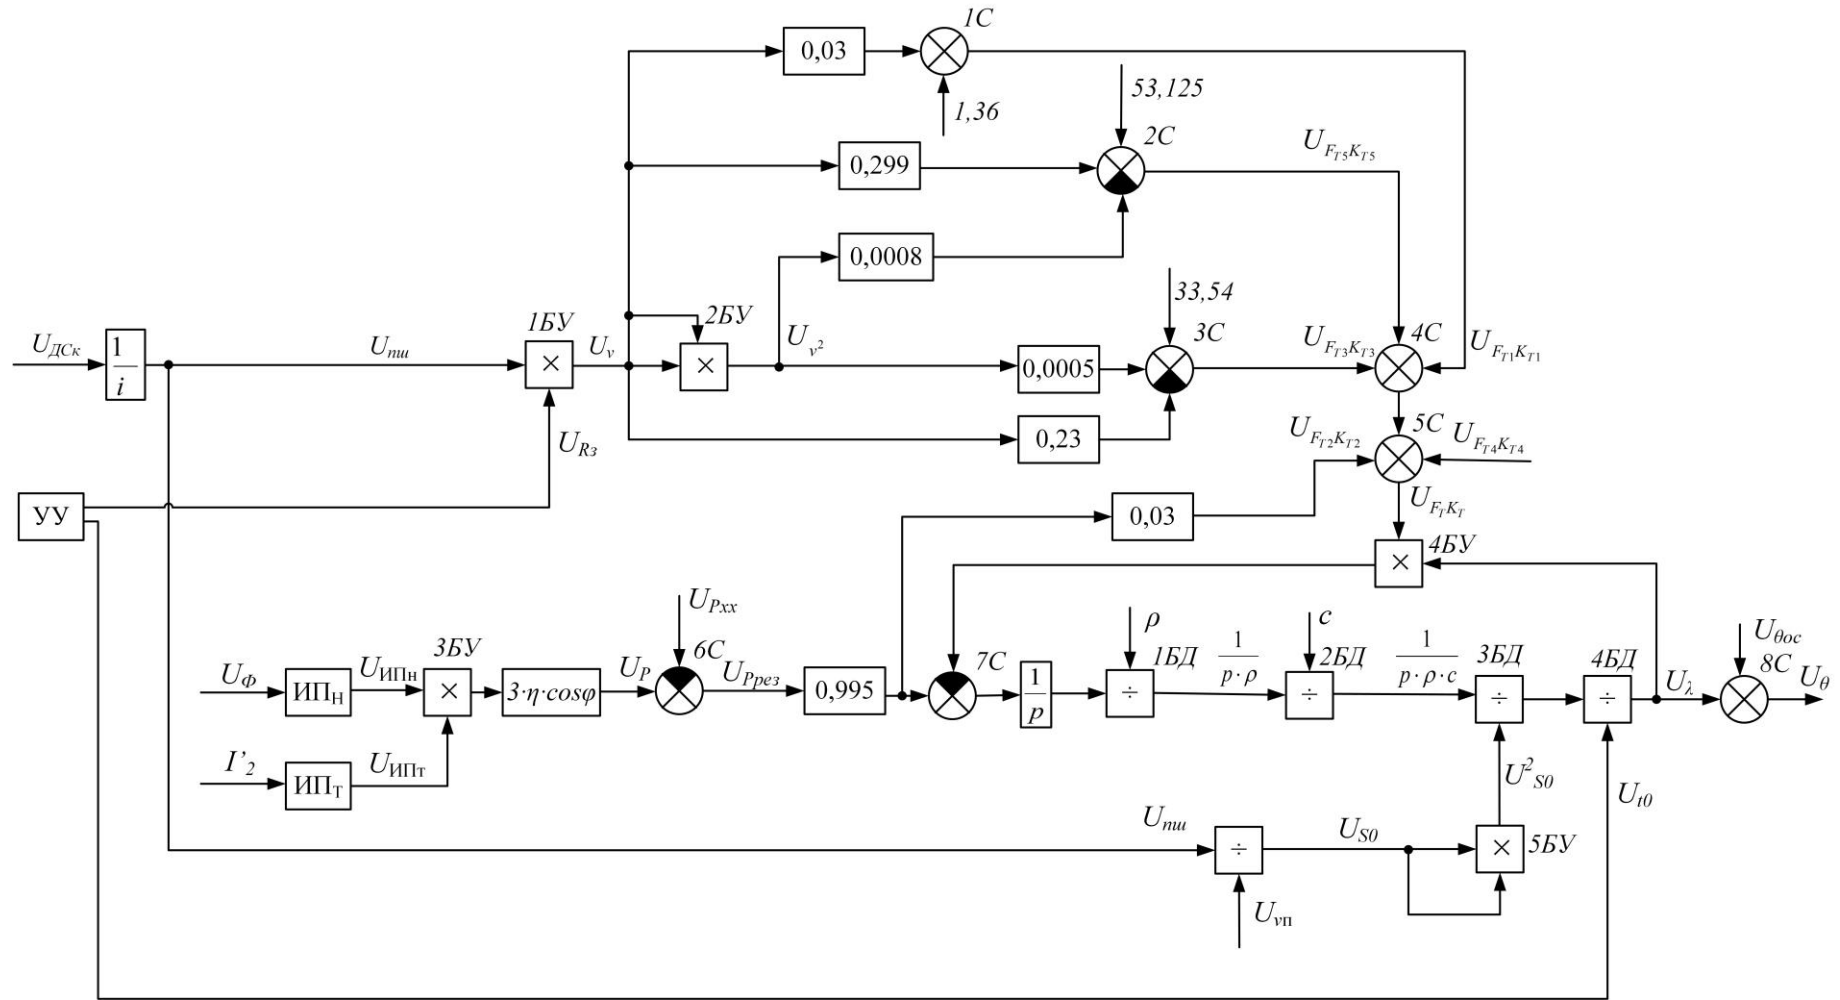 1С
0,03
1,36
53,125
2С
0,299
U_{F_{T5}K_{T5}}
0,0008
33,54
3С
U_{ДСк}
1
i
U_{пш}
1БУ
U_v
2БУ
U_{v^2}
0,0005
U_{F_{T3}K_{T3}}
4С
U_{F_{T1}K_{T1}}
U_{Rз}
0,23
U_{F_{T2}K_{T2}}
5С
U_{F_{T4}K_{T4}}
УУ
0,03
U_{F_TK_T}
4БУ
×
U_{Pхх}
6С
7С
ρ
1БД
1
p·ρ
c
2БД
1
p·ρ·c
3БД
4БД
U_{θос}
8С
U_Ф
ИП_Н
U_{ИПн}
3БУ
×
3·η·cosφ
U_P
U_{Pрез}
0,995
1
p
÷
÷
÷
÷
U_λ
U_θ
I’_2
ИП_Т
U_{ИПт}
U^2_{S0}
U_{t0}
U_{пш}
÷
U_{S0}
×
5БУ
U_{vп}
×
×